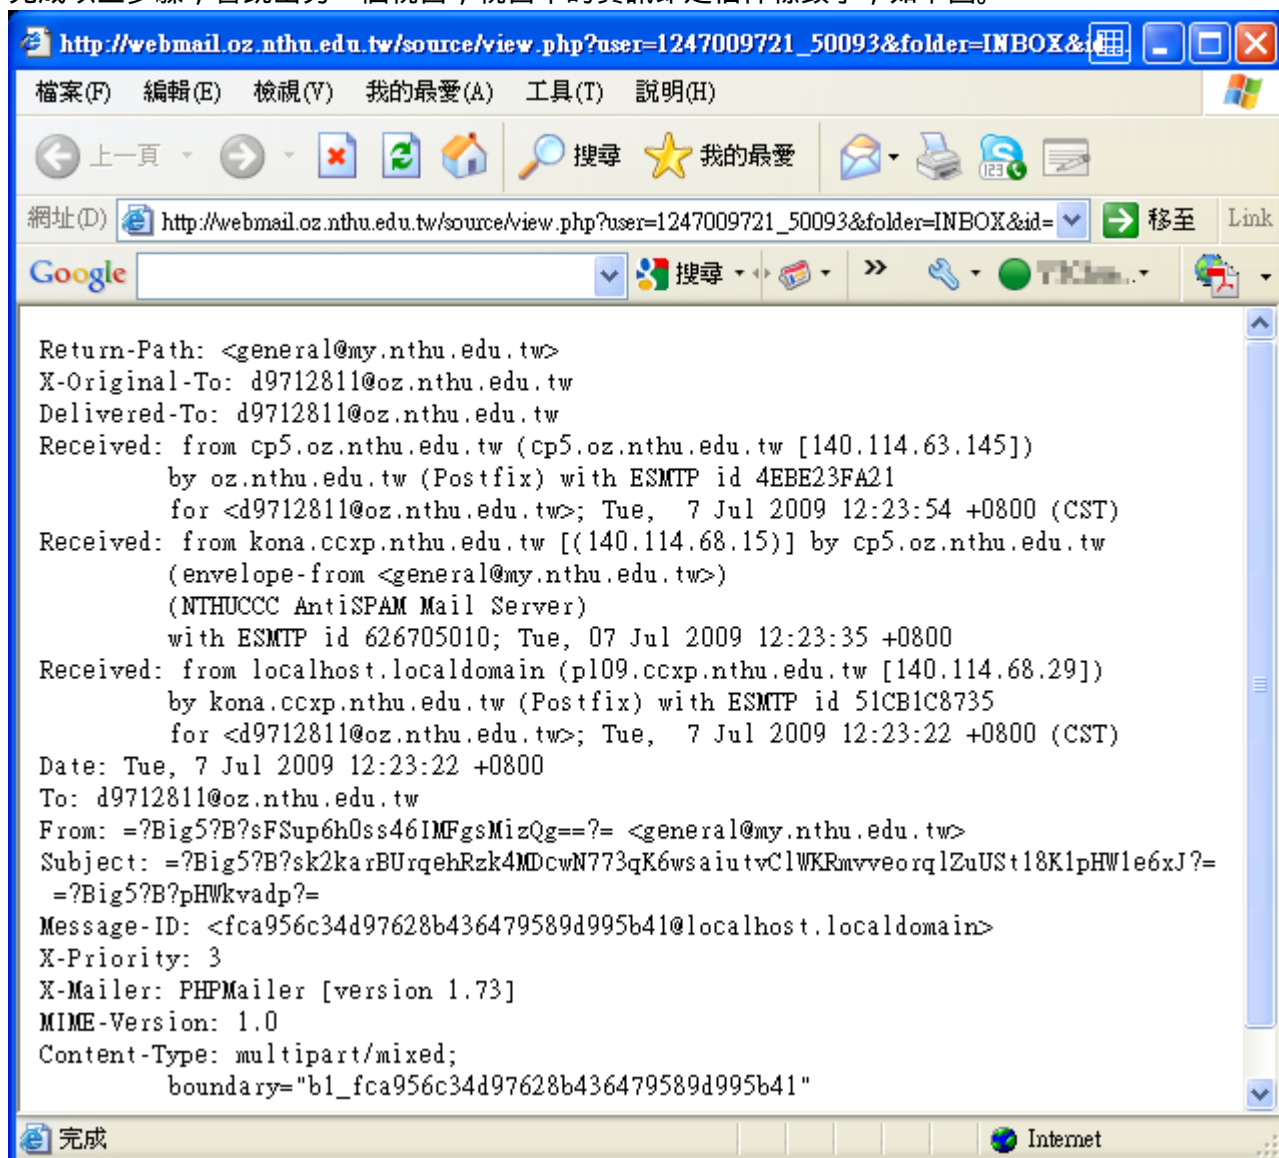 http://webmail.oz.nthu.edu.tw/source/view.php?user=1247009721_50093&folder=INBOX&i
檔案(F) 編輯(E) 檢視(V) 我的最愛(A) 工具(T) 說明(H)
上一頁 搜尋 我的最愛
網址(D) http://webmail.oz.nthu.edu.tw/source/view.php?user=1247009721_50093&folder=INBOX&id= 移至 Link
Google 搜尋 »
Return-Path: <general@my.nthu.edu.tw>
X-Original-To: d9712811@oz.nthu.edu.tw
Delivered-To: d9712811@oz.nthu.edu.tw
Received: from cp5.oz.nthu.edu.tw (cp5.oz.nthu.edu.tw [140.114.63.145])
by oz.nthu.edu.tw (Postfix) with ESMTP id 4EBE23FA21
for <d9712811@oz.nthu.edu.tw>; Tue, 7 Jul 2009 12:23:54 +0800 (CST)
Received: from kona.ccxp.nthu.edu.tw [(140.114.68.15)] by cp5.oz.nthu.edu.tw
(envelope-from <general@my.nthu.edu.tw>)
(NTHUCCC AntiSPAM Mail Server)
with ESMTP id 626705010; Tue, 07 Jul 2009 12:23:35 +0800
Received: from localhost.localdomain (pl09.ccxp.nthu.edu.tw [140.114.68.29])
by kona.ccxp.nthu.edu.tw (Postfix) with ESMTP id 51CB1C8735
for <d9712811@oz.nthu.edu.tw>; Tue, 7 Jul 2009 12:23:22 +0800 (CST)
Date: Tue, 7 Jul 2009 12:23:22 +0800
To: d9712811@oz.nthu.edu.tw
From: =?Big5?B?sFSup6h0ss46IMFgsMizQg==?= <general@my.nthu.edu.tw>
Subject: =?Big5?B?sk2karBUrqehRzk4MDcwN773qK6wsaiutvClWKRmvveorqlZuUSt18K1pHW1e6xJ?=
=?Big5?B?pHWkvadp?=
Message-ID: <fca956c34d97628b436479589d995b41@localhost.localdomain>
X-Priority: 3
X-Mailer: PHPMailer [version 1.73]
MIME-Version: 1.0
Content-Type: multipart/mixed;
boundary="b1_fca956c34d97628b436479589d995b41"
完成 Internet